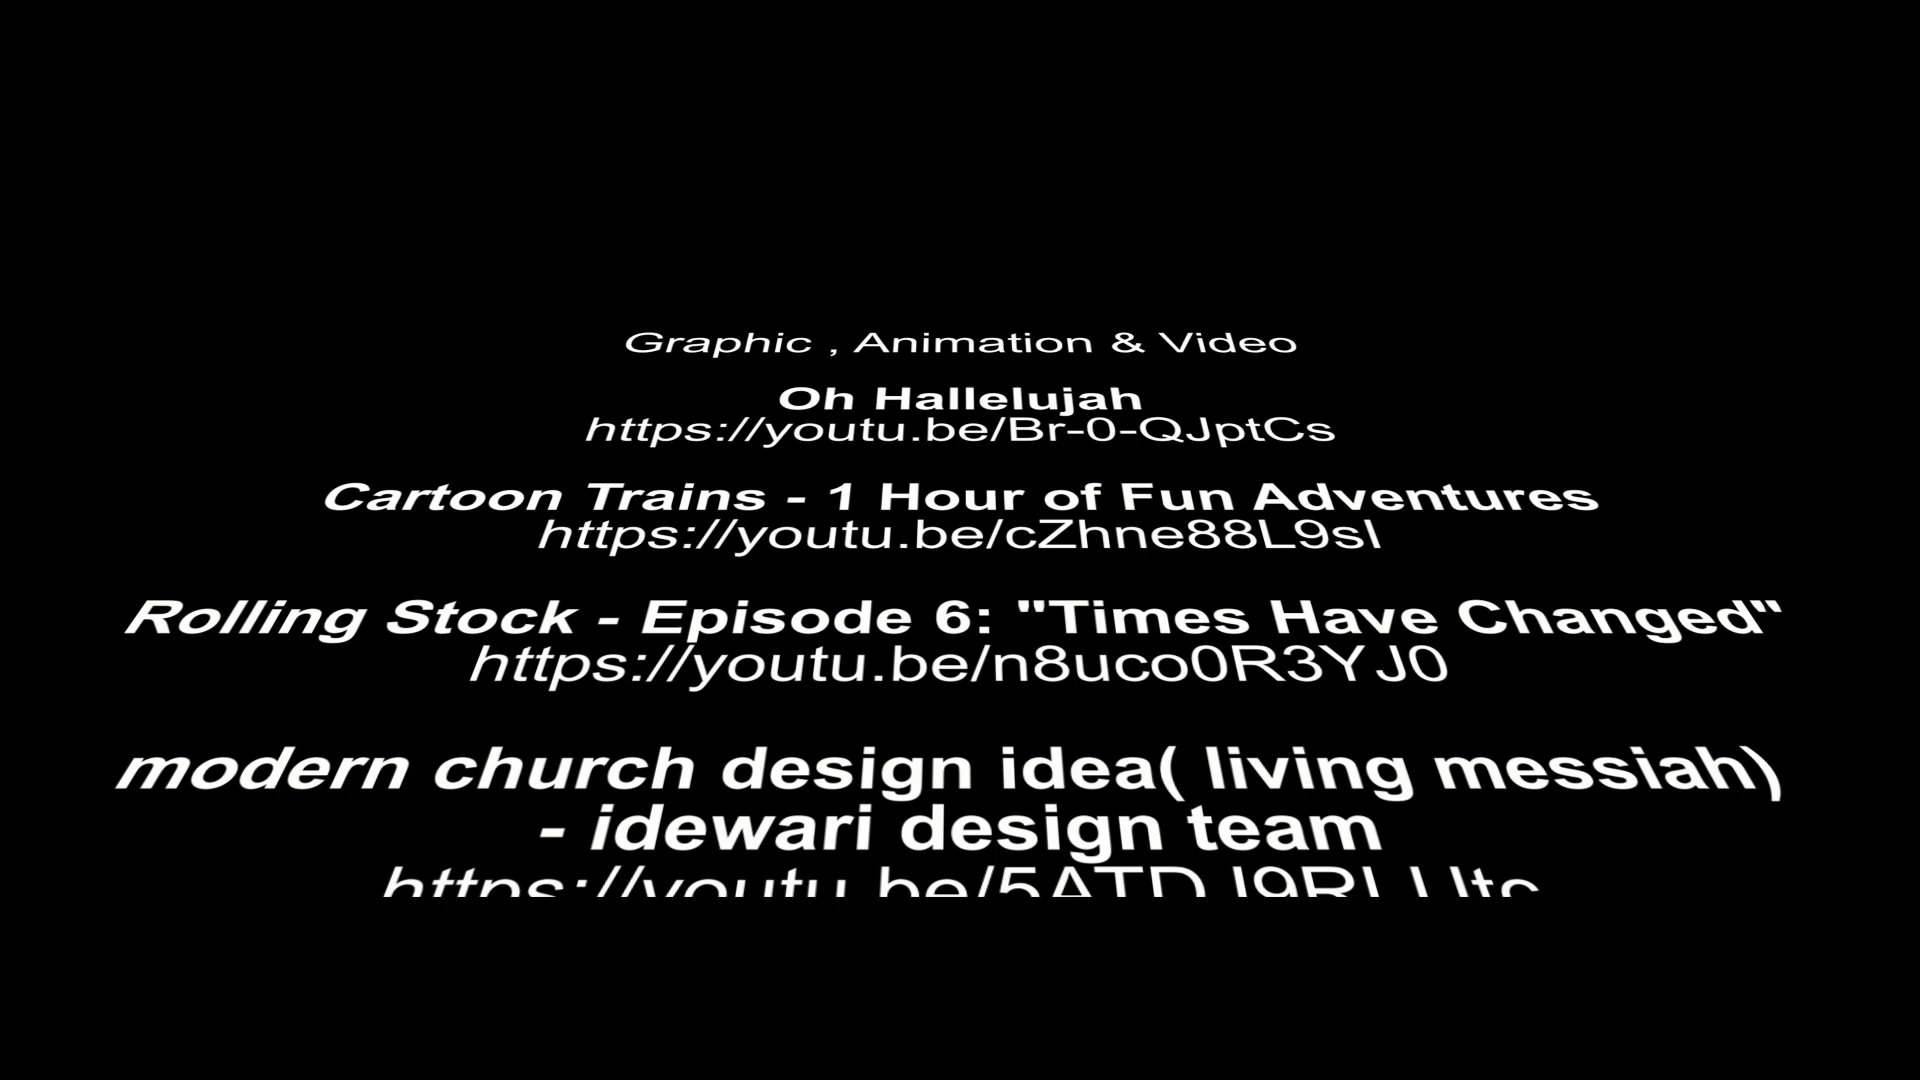 Graphic , Animation & Video
Oh Hallelujah
https://youtu.be/Br-0-QJptCs
Cartoon Trains - 1 Hour of Fun Adventures
https://youtu.be/cZhne88L9sI
Rolling Stock - Episode 6: "Times Have Changed"
https://youtu.be/n8uco0R3YJ0
modern church design idea( living messiah)
- idewari design team